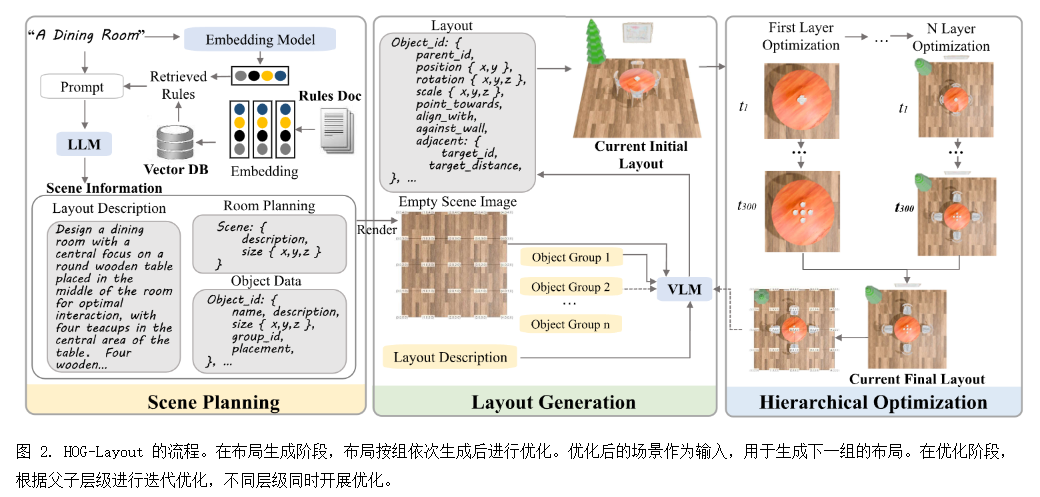 “A Dining Room”
Embedding Model
Prompt
Retrieved
Rules
Rules Doc
LLM
Vector DB
Embedding
Scene Information
Layout Description
Design a dining
room with a
central focus on a
round wooden table
placed in the
middle of the room
for optimal
interaction, with
four teacups in the
central area of the
table. Four
wooden...
Room Planning
Scene: {
description,
size { x,y,z }
}
Object Data
Object_id: {
name, description,
size { x,y,z },
group_id,
placement,
}, ...
Scene Planning
Layout
Object_id: {
parent_id,
position { x,y },
rotation { x,y,z },
scale { x,y,z },
point_towards,
align_with,
against_wall,
adjacent: {
target_id,
target_distance,
}, ...
Current Initial
Layout
Empty Scene Image
Render
Object Group 1
Object Group 2
...
Object Group n
VLM
Layout Description
Layout Generation
First Layer
Optimization
...
N Layer
Optimization
t1
t1
...
...
t300
t300
Current Final Layout
Hierarchical Optimization
图 2. HOG-Layout 的流程。在布局生成阶段，布局按组依次生成后进行优化。优化后的场景作为输入，用于生成下一组的布局。在优化阶段，
根据父子层级进行迭代优化，不同层级同时开展优化。